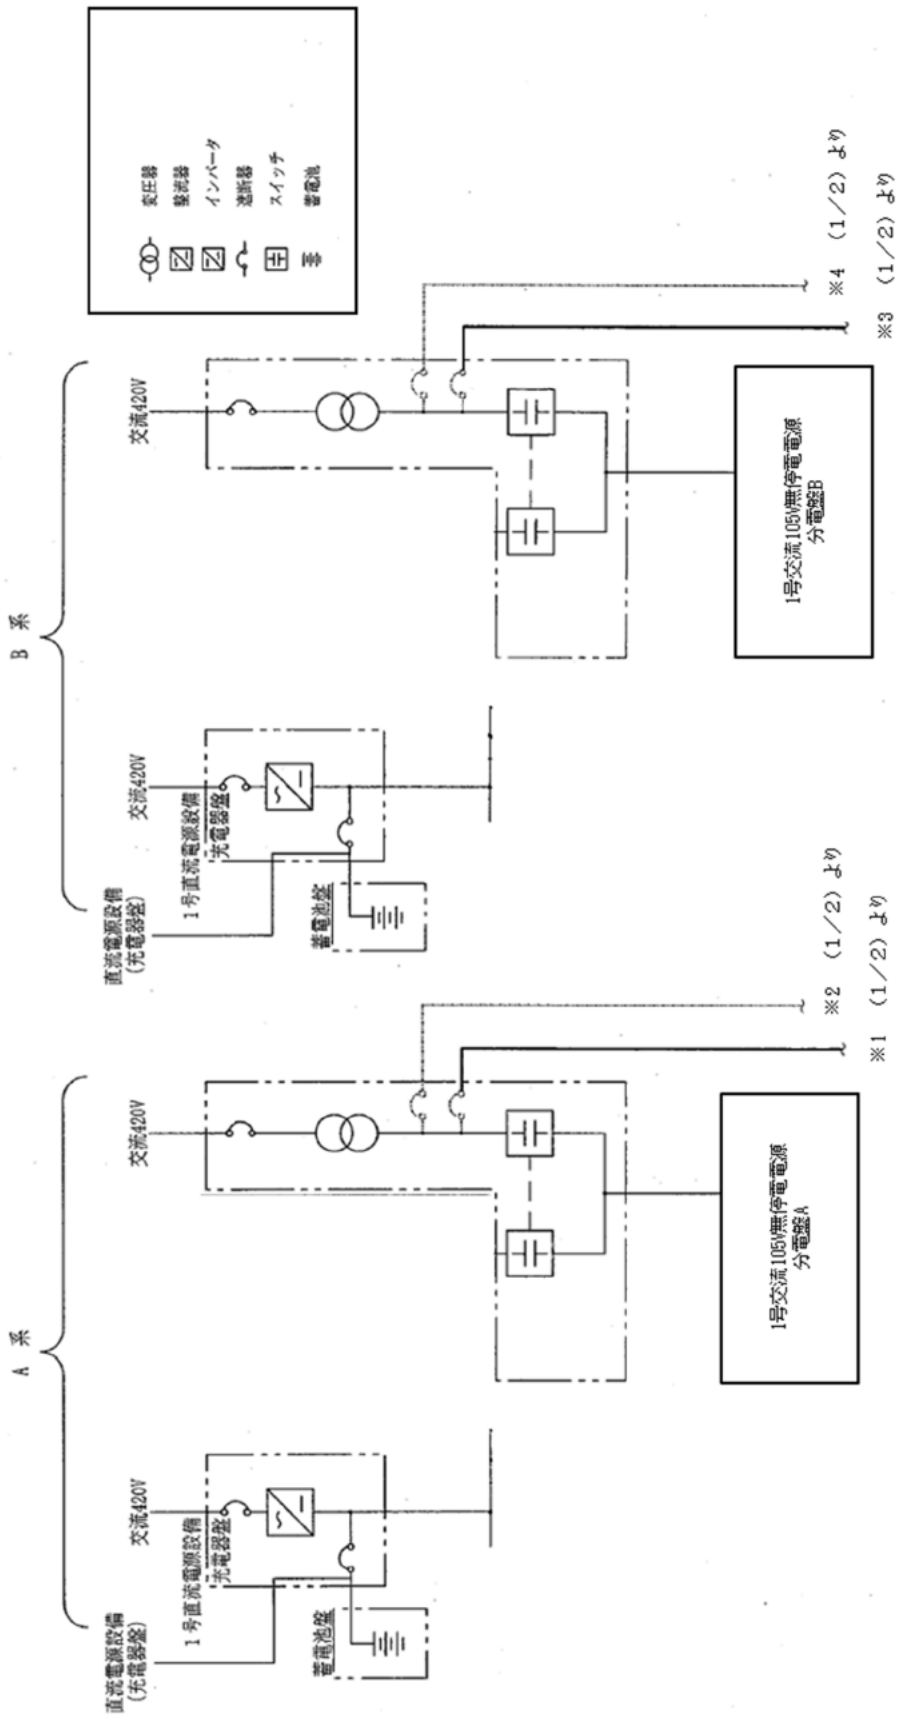 A 系
直流電源設備
(充電器盤)
交流420V
1号直流電源設備
充電器盤
蓄電池盤
交流420V
1号交流105V無停電電源
分電盤A
※2 (1/2) より
※1 (1/2) より
B 系
直流電源設備
(充電器盤)
交流420V
1号直流電源設備
充電器盤
蓄電池盤
交流420V
1号交流105V無停電電源
分電盤B
※4 (1/2) より
※3 (1/2) より
変圧器
整流器
インバータ
遮断器
スイッチ
蓄電池